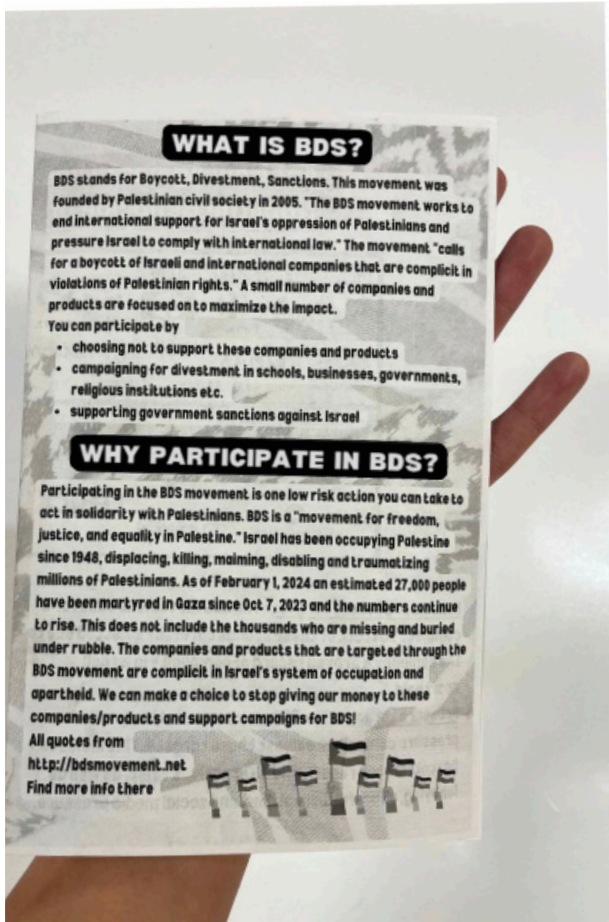 WHAT IS BDS?
BDS stands for Boycott, Divestment, Sanctions. This movement was
founded by Palestinian civil society in 2005. "The BDS movement works to
end international support for Israel's oppression of Palestinians and
pressure Israel to comply with international law." The movement "calls
for a boycott of Israeli and international companies that are complicit in
violations of Palestinian rights." A small number of companies and
products are focused on to maximize the impact.
You can participate by
• choosing not to support these companies and products
• campaigning for divestment in schools, businesses, governments,
religious institutions etc.
• supporting government sanctions against Israel
WHY PARTICIPATE IN BDS?
Participating in the BDS movement is one low risk action you can take to
act in solidarity with Palestinians. BDS is a "movement for freedom,
justice, and equality in Palestine." Israel has been occupying Palestine
since 1948, displacing, killing, maiming, disabling and traumatizing
millions of Palestinians. As of February 1, 2024 an estimated 27,000 people
have been martyred in Gaza since Oct 7, 2023 and the numbers continue
to rise. This does not include the thousands who are missing and buried
under rubble. The companies and products that are targeted through the
BDS movement are complicit in Israel's system of occupation and
apartheid. We can make a choice to stop giving our money to these
companies/products and support campaigns for BDS!
All quotes from
http://bdsmovement.net
Find more info there